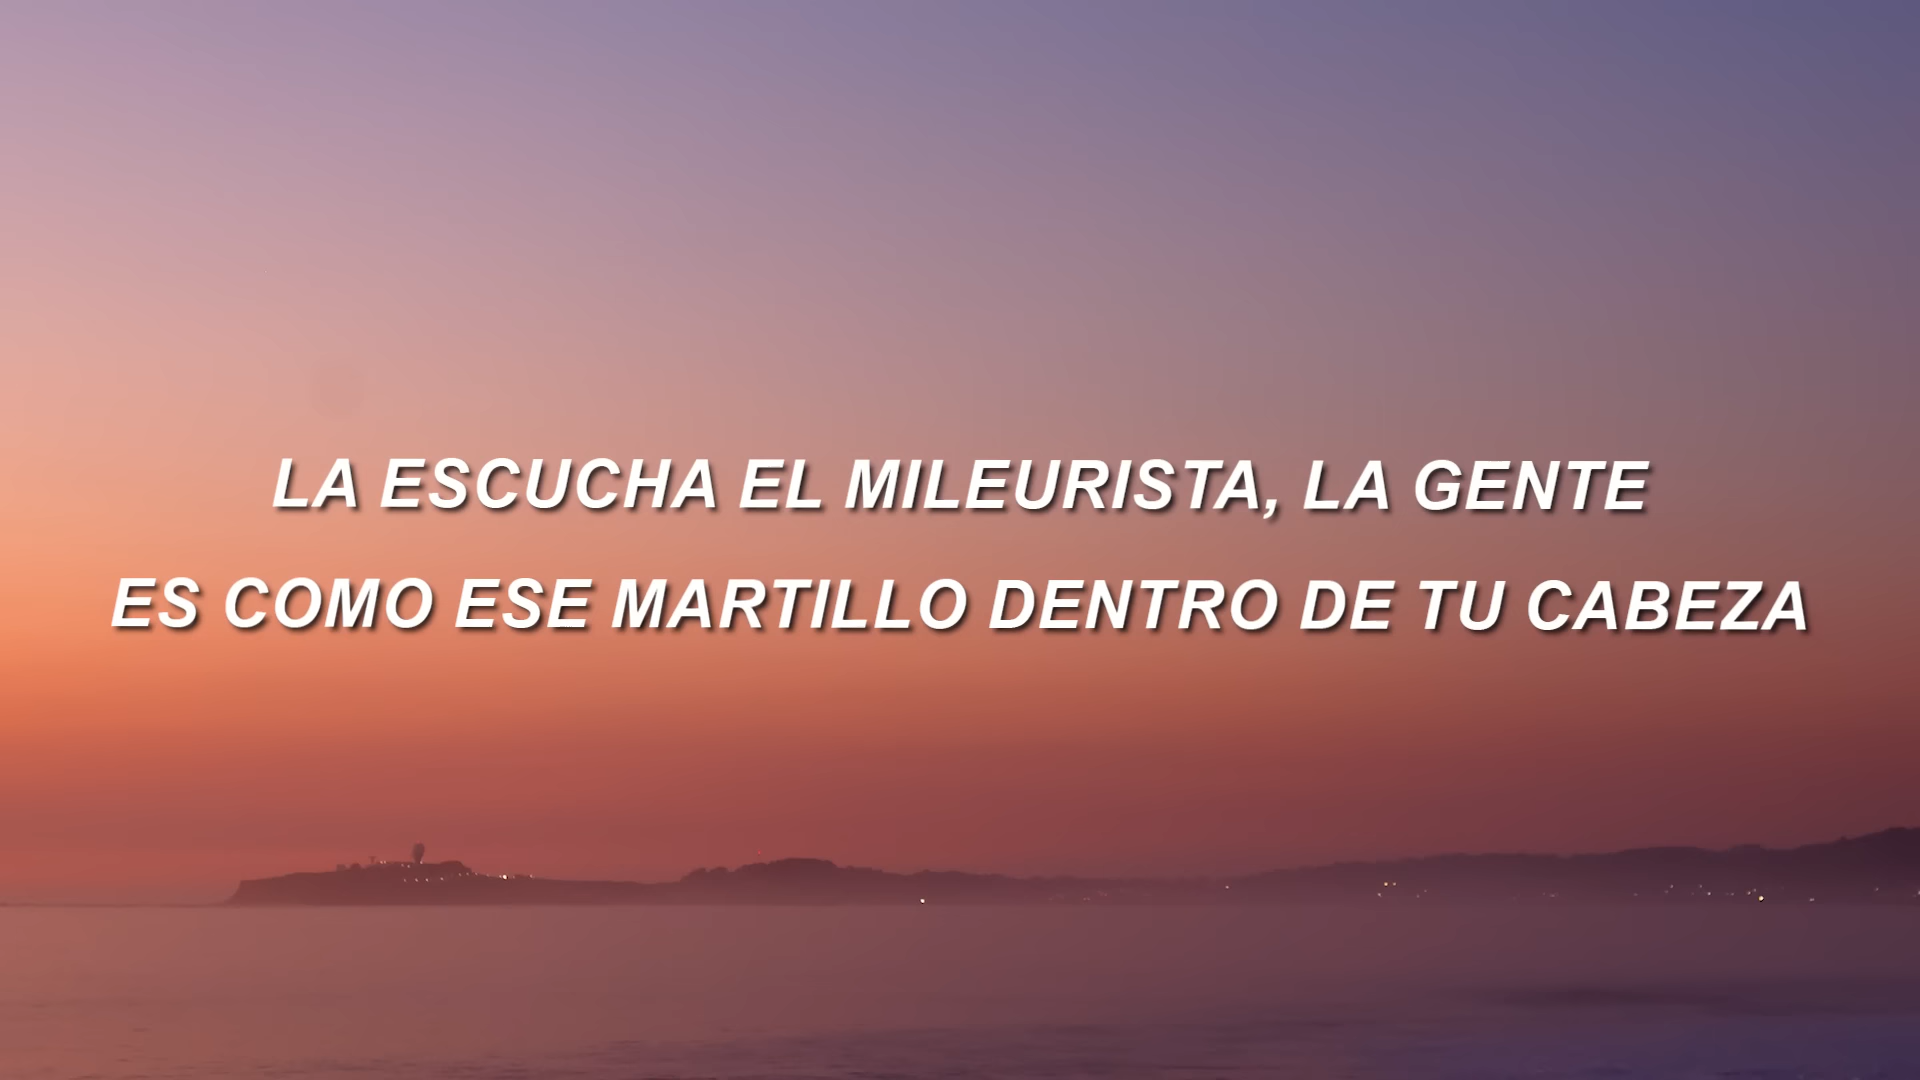 LA ESCUCHA EL MILEURISTA, LA GENTE
ES COMO ESE MARTILLO DENTRO DE TU CABEZA